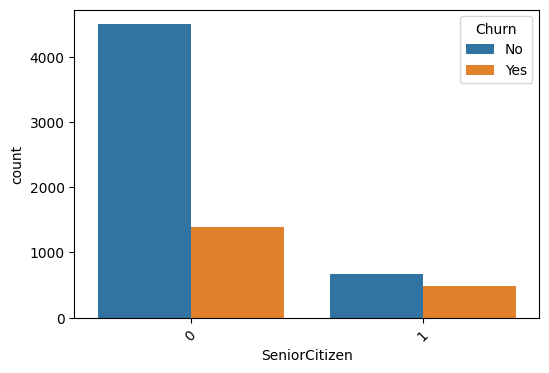 Churn
No
Yes
count
4000
3000
2000
1000
0
0
1
SeniorCitizen